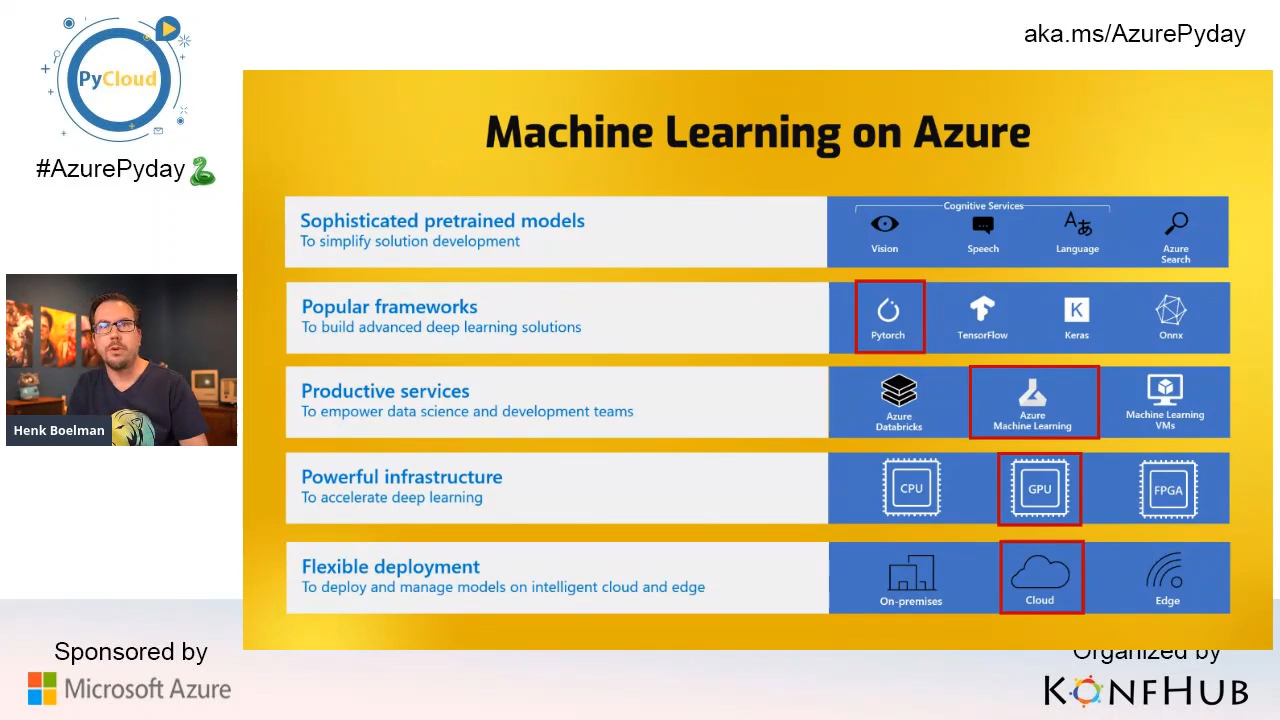 PyCloud
#AzurePyday
aka.ms/AzurePyday
Henk Boelman
Machine Learning on Azure
Sophisticated pretrained models
To simplify solution development
Cognitive Services
Vision
Speech
Language
Azure
Search
Popular frameworks
To build advanced deep learning solutions
Pytorch
TensorFlow
K
Keras
Onnx
Productive services
To empower data science and development teams
Azure
Databricks
Azure
Machine Learning
Machine Learning
VMs
Powerful infrastructure
To accelerate deep learning
CPU
GPU
FPGA
Flexible deployment
To deploy and manage models on intelligent cloud and edge
On-premises
Cloud
Edge
Sponsored by
Microsoft Azure
Organized by
KONFHUB